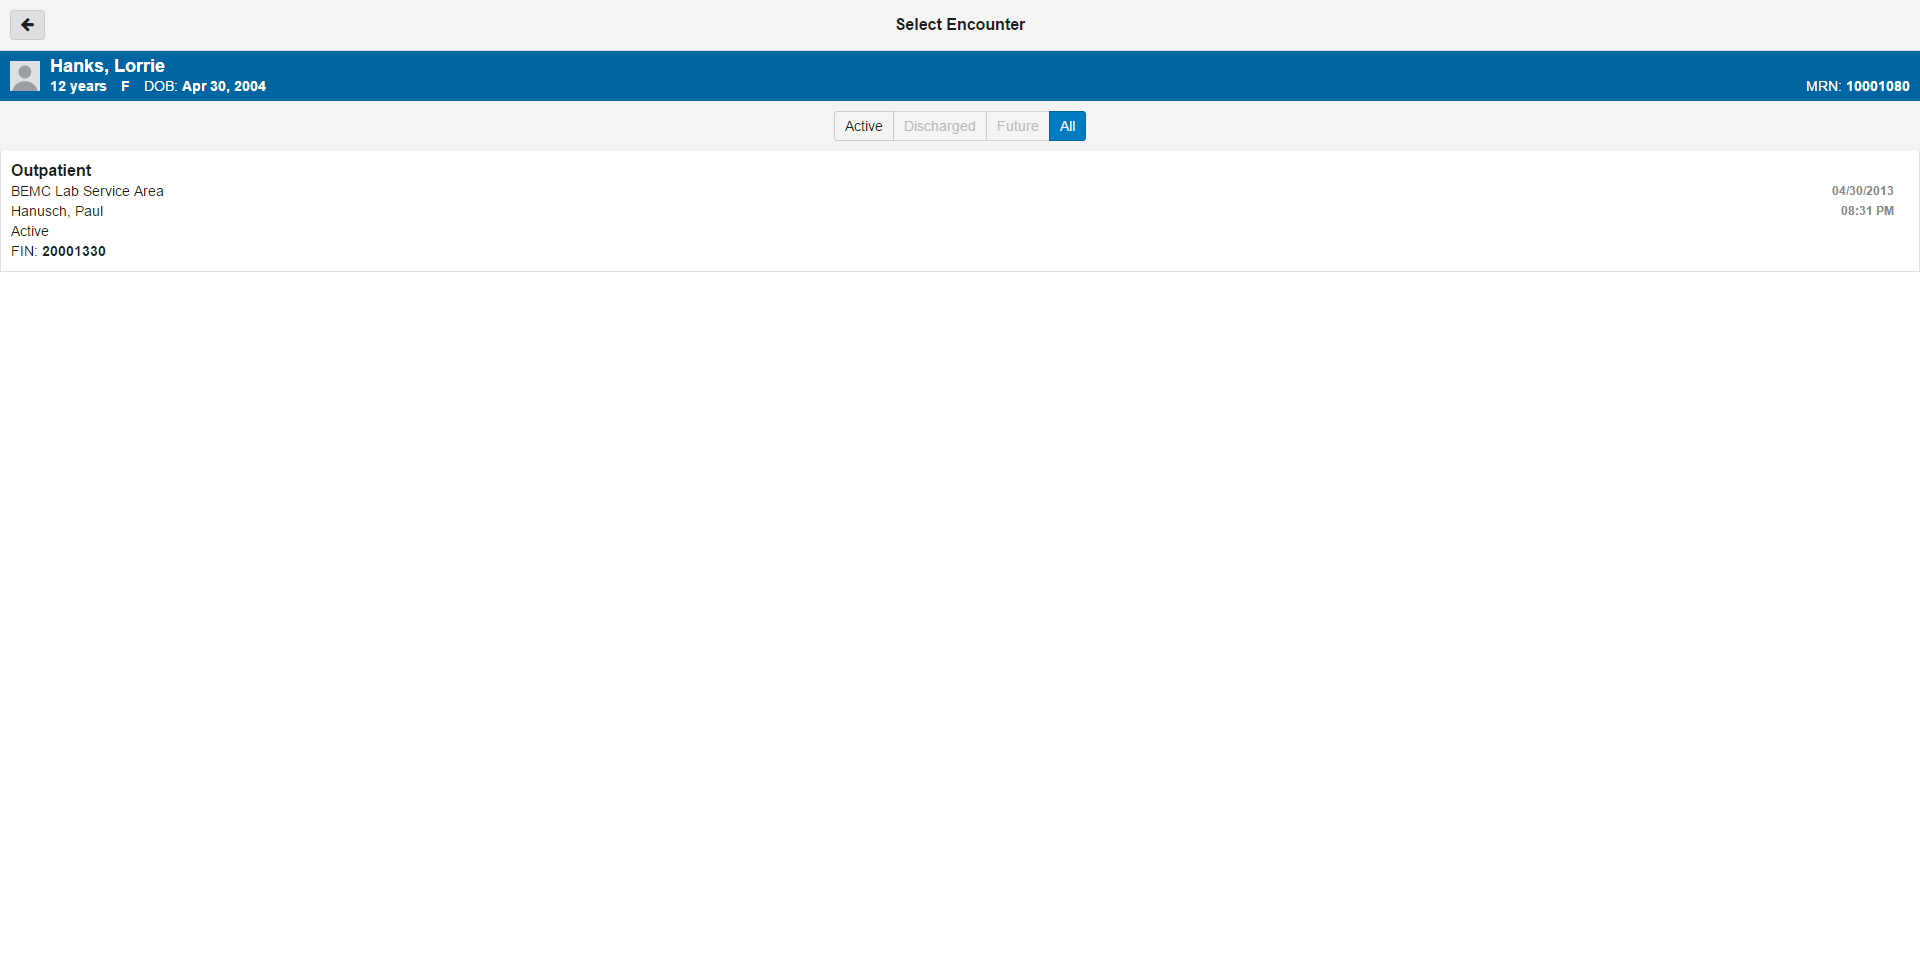 Select Encounter
Hanks, Lorrie
12 years F DOB: Apr 30, 2004 MRN: 10001080
Active Discharged Future All
Outpatient
BEMC Lab Service Area 04/30/2013
Hanusch, Paul 08:31 PM
Active
FIN: 20001330